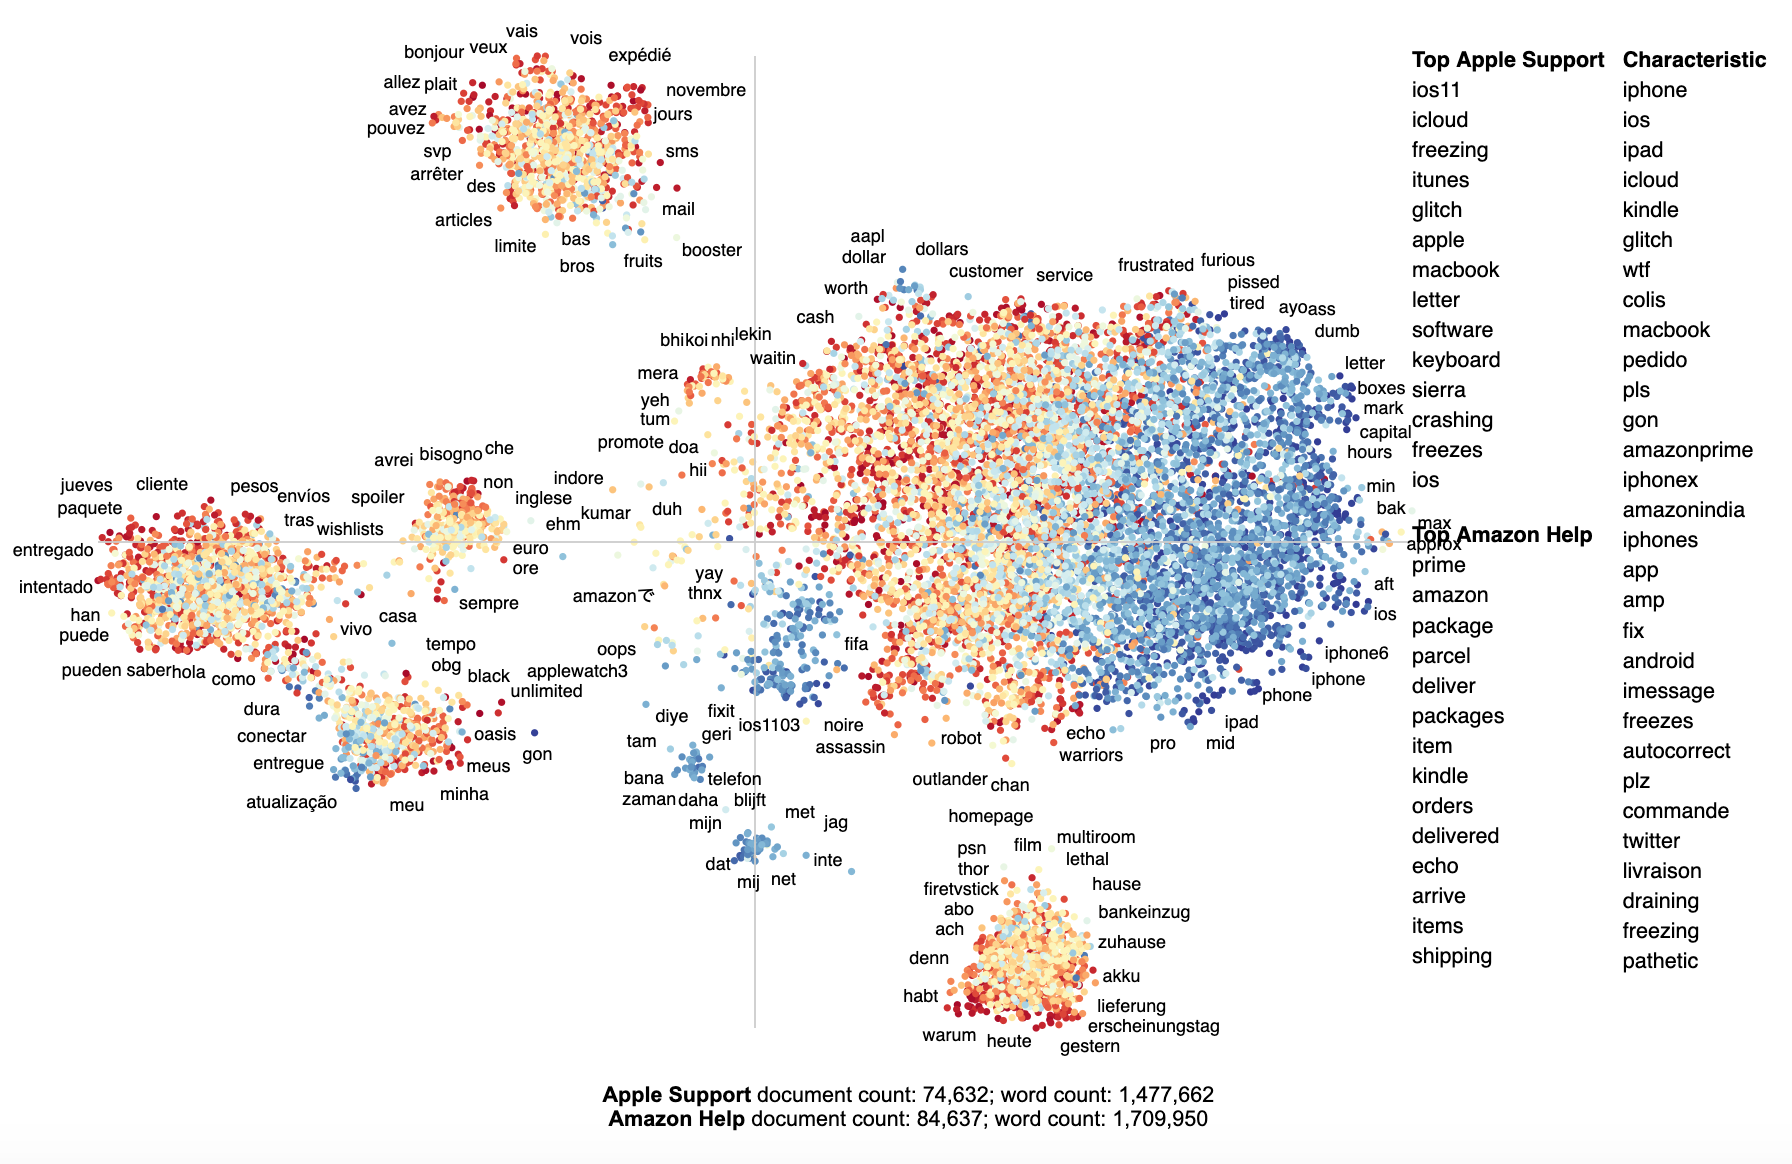 vais
vois
bonjour veux
expédié
allez plait
novembre
avez
jours
pouvez
svp
sms
arrêter
des
articles
mail
limite
bas
booster
bros
fruits
aapl
dollar
dollars
customer
service
frustrated
furious
worth
pissed
tired
ayoass
cash
dumb
bhikoi nhi lekin
waitin
letter
mera
boxes
yeh
mark
tum
capital
promote
doa
hours
avrei
bisogno
che
hii
jueves
cliente
pesos
envíos
spoiler
non
indore
min
paquete
inglese
bak
tras
wishlists
ehm
kumar
duh
max
entregado
euro
approx
ore
intentado
yay
aft
amazonで
thnx
han
casa
sempre
ios
puede
vivo
fifa
tempo
oops
iphone6
pueden
saber
hola
como
obg
black
applewatch3
iphone
unlimited
phone
dura
diye
fixit
ios1103
noire
ipad
conectar
oasis
geri
assassin
robot
echo
pro
mid
tam
warriors
entregue
meus
gon
bana
telefon
outlander
chan
atualização
meu
minha
zaman
daha
blijft
mijn
met
jag
homepage
dat
inte
psn
film
multiroom
mij
net
thor
lethal
firetvstick
hause
abo
bankeinzug
ach
zuhause
denn
akku
habt
lieferung
erscheinungstag
warum
heute
gestern
Top Apple Support
ios11
icloud
freezing
itunes
glitch
apple
macbook
letter
software
keyboard
sierra
crashing
freezes
ios
Top Amazon Help
prime
amazon
package
parcel
deliver
packages
item
kindle
orders
delivered
echo
arrive
items
shipping
Characteristic
iphone
ios
ipad
icloud
kindle
glitch
wtf
colis
macbook
pedido
pls
gon
amazonprime
iphonex
amazonindia
iphones
app
amp
fix
android
imessage
freezes
autocorrect
plz
commande
twitter
livraison
draining
freezing
pathetic
Apple Support document count: 74,632; word count: 1,477,662
Amazon Help document count: 84,637; word count: 1,709,950